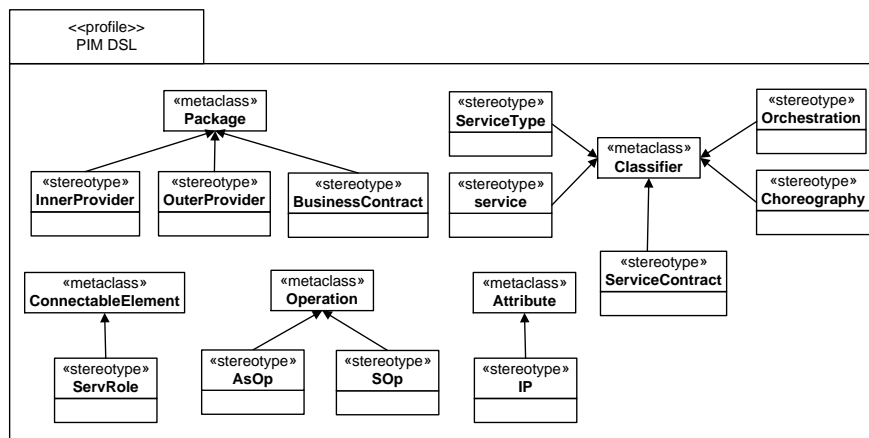 <<profile>>
PIM DSL
«metaclass»
Package
«stereotype»
InnerProvider
«stereotype»
OuterProvider
«stereotype»
BusinessContract
«stereotype»
ServiceType
«stereotype»
service
«metaclass»
Classifier
«stereotype»
Orchestration
«stereotype»
Choreography
«stereotype»
ServiceContract
«metaclass»
ConnectableElement
«stereotype»
ServRole
«metaclass»
Operation
«stereotype»
AsOp
«stereotype»
SOp
«metaclass»
Attribute
«stereotype»
IP